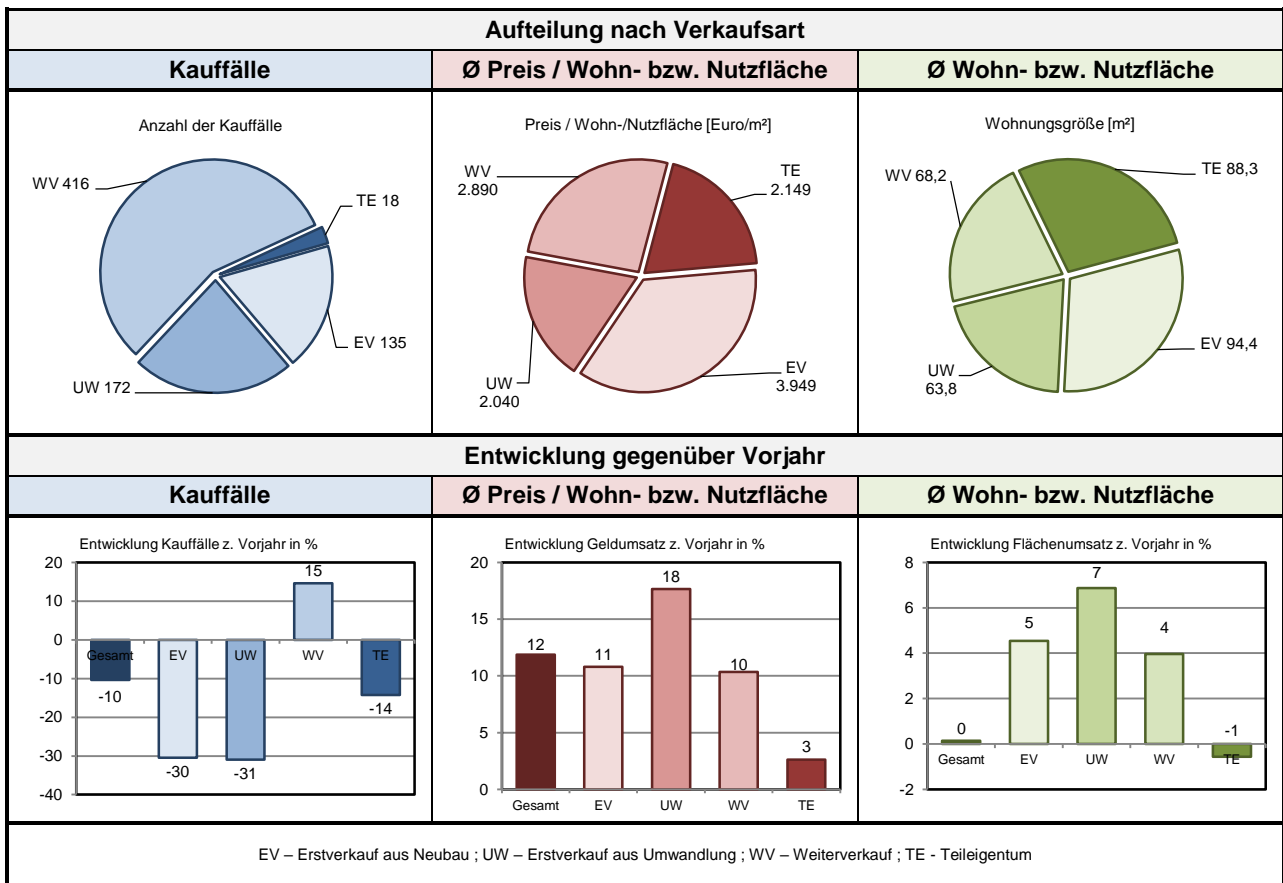 Aufteilung nach Verkaufsart
Kauffälle
Ø Preis / Wohn- bzw. Nutzfläche
Ø Wohn- bzw. Nutzfläche
Anzahl der Kauffälle
WV 416
TE 18
EV 135
UW 172
Preis / Wohn-/Nutzfläche [Euro/m²]
WV
2.890
TE
2.149
EV
3.949
UW
2.040
Wohnungsgröße [m²]
WV 68,2
TE 88,3
EV 94,4
UW
63,8
Entwicklung gegenüber Vorjahr
Kauffälle
Ø Preis / Wohn- bzw. Nutzfläche
Ø Wohn- bzw. Nutzfläche
Entwicklung Kauffälle z. Vorjahr in %
20
10
0
-10
-20
-30
-40
Gesamt EV UW WV TE
-10
-30
-31
15
-14
Entwicklung Geldumsatz z. Vorjahr in %
20
15
10
5
0
12
11
18
10
3
Gesamt EV UW WV TE
Entwicklung Flächenumsatz z. Vorjahr in %
8
6
4
2
0
-2
0
5
7
4
-1
Gesamt EV UW WV TE
EV – Erstverkauf aus Neubau ; UW – Erstverkauf aus Umwandlung ; WV – Weiterverkauf ; TE - Teileigentum